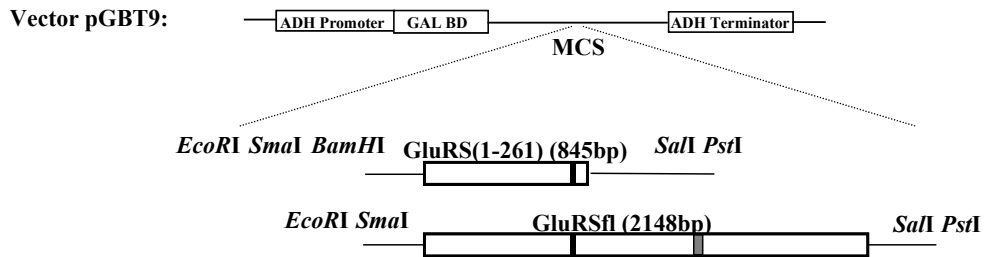 Vector pGBT9:
ADH Promoter GAL BD ADH Terminator
MCS
EcoRI SmaI BamHI GluRS(1-261) (845bp) SalI PstI
EcoRI SmaI GluRSfl (2148bp) SalI PstI